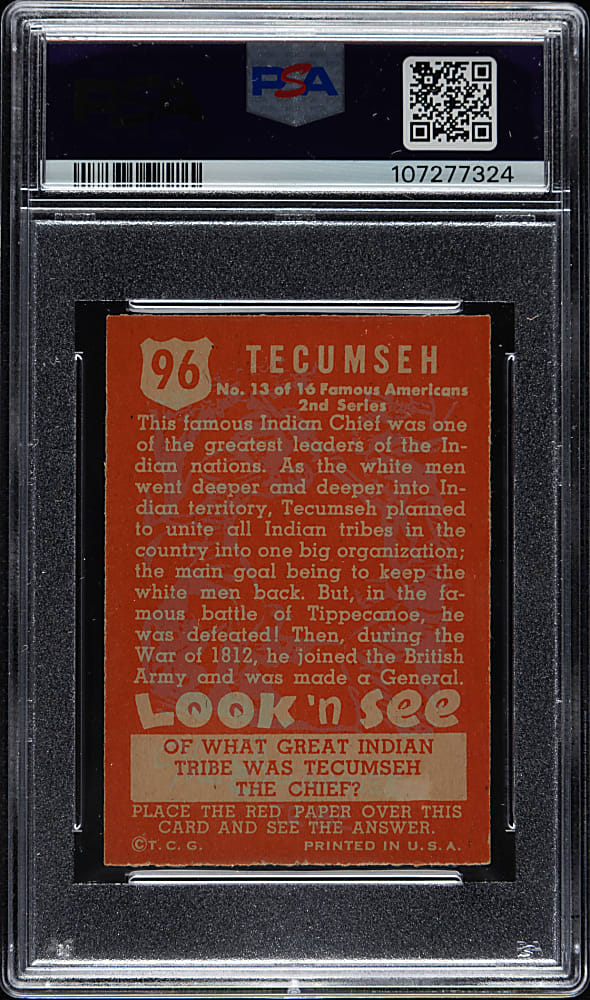 PSA
107277324
96
TECUMSEH
No. 13 of 16 Famous Americans
2nd Series
This famous Indian Chief was one
of the greatest leaders of the In-
dian nations. As the white men
went deeper and deeper into In-
dian territory, Tecumseh planned
to unite all Indian tribes in the
country into one big organization;
the main goal being to keep the
white men back. But, in the fa-
mous battle of Tippecanoe, he
was defeated! Then, during the
War of 1812, he joined the British
Army and was made a General.
LOOK 'n SEE
OF WHAT GREAT INDIAN
TRIBE WAS TECUMSEH
THE CHIEF?
PLACE THE RED PAPER OVER THIS
CARD AND SEE THE ANSWER.
©T.C.G. PRINTED IN U.S.A.
PSA